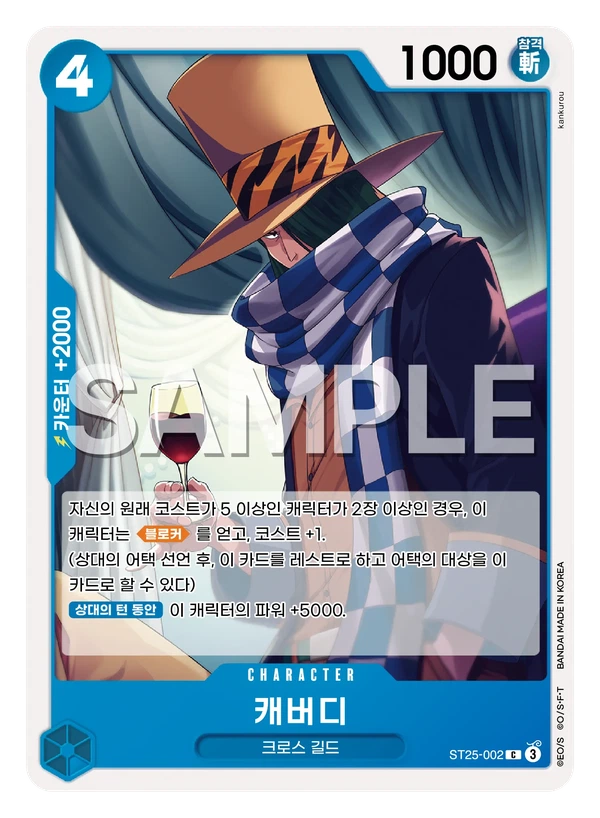 4
1000
참격
斬
kankurou
카운터 +2000
SAMPLE
자신의 원래 코스트가 5 이상인 캐릭터가 2장 이상인 경우, 이
캐릭터는 블로커 를 얻고, 코스트 +1.
(상대의 어택 선언 후, 이 카드를 레스트로 하고 어택의 대상을 이
카드로 할 수 있다)
상대의 턴 동안 이 캐릭터의 파워 +5000.
CHARACTER
캐버디
크로스 길드
ST25-002 C 3
©EO/S ©O/S·F·T BANDAI MADE IN KOREA